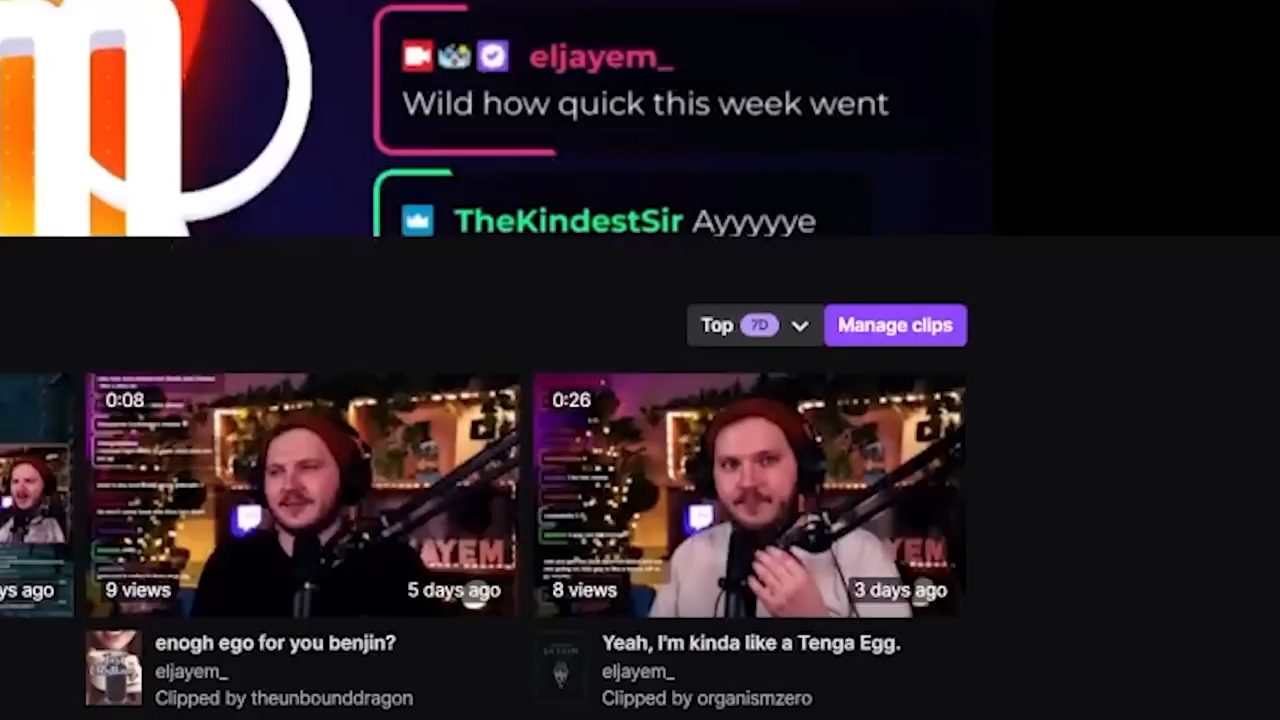 eljayem_
Wild how quick this week went
TheKindestSir Ayyyyye
Top 7D
Manage clips
0:08
0:26
AYEM
YEM
ys ago
9 views
5 days ago
8 views
3 days ago
enogh ego for you benjin?
Yeah, I'm kinda like a Tenga Egg.
eljayem_
eljayem_
Clipped by theunbounddragon
Clipped by organismzero